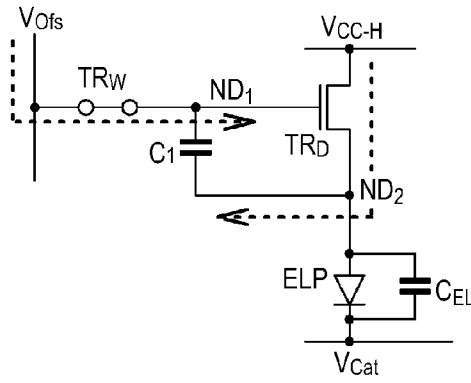 VOfs
VCC-H
TRW
ND1
C1
TRD
ND2
ELP
CEL
VCat